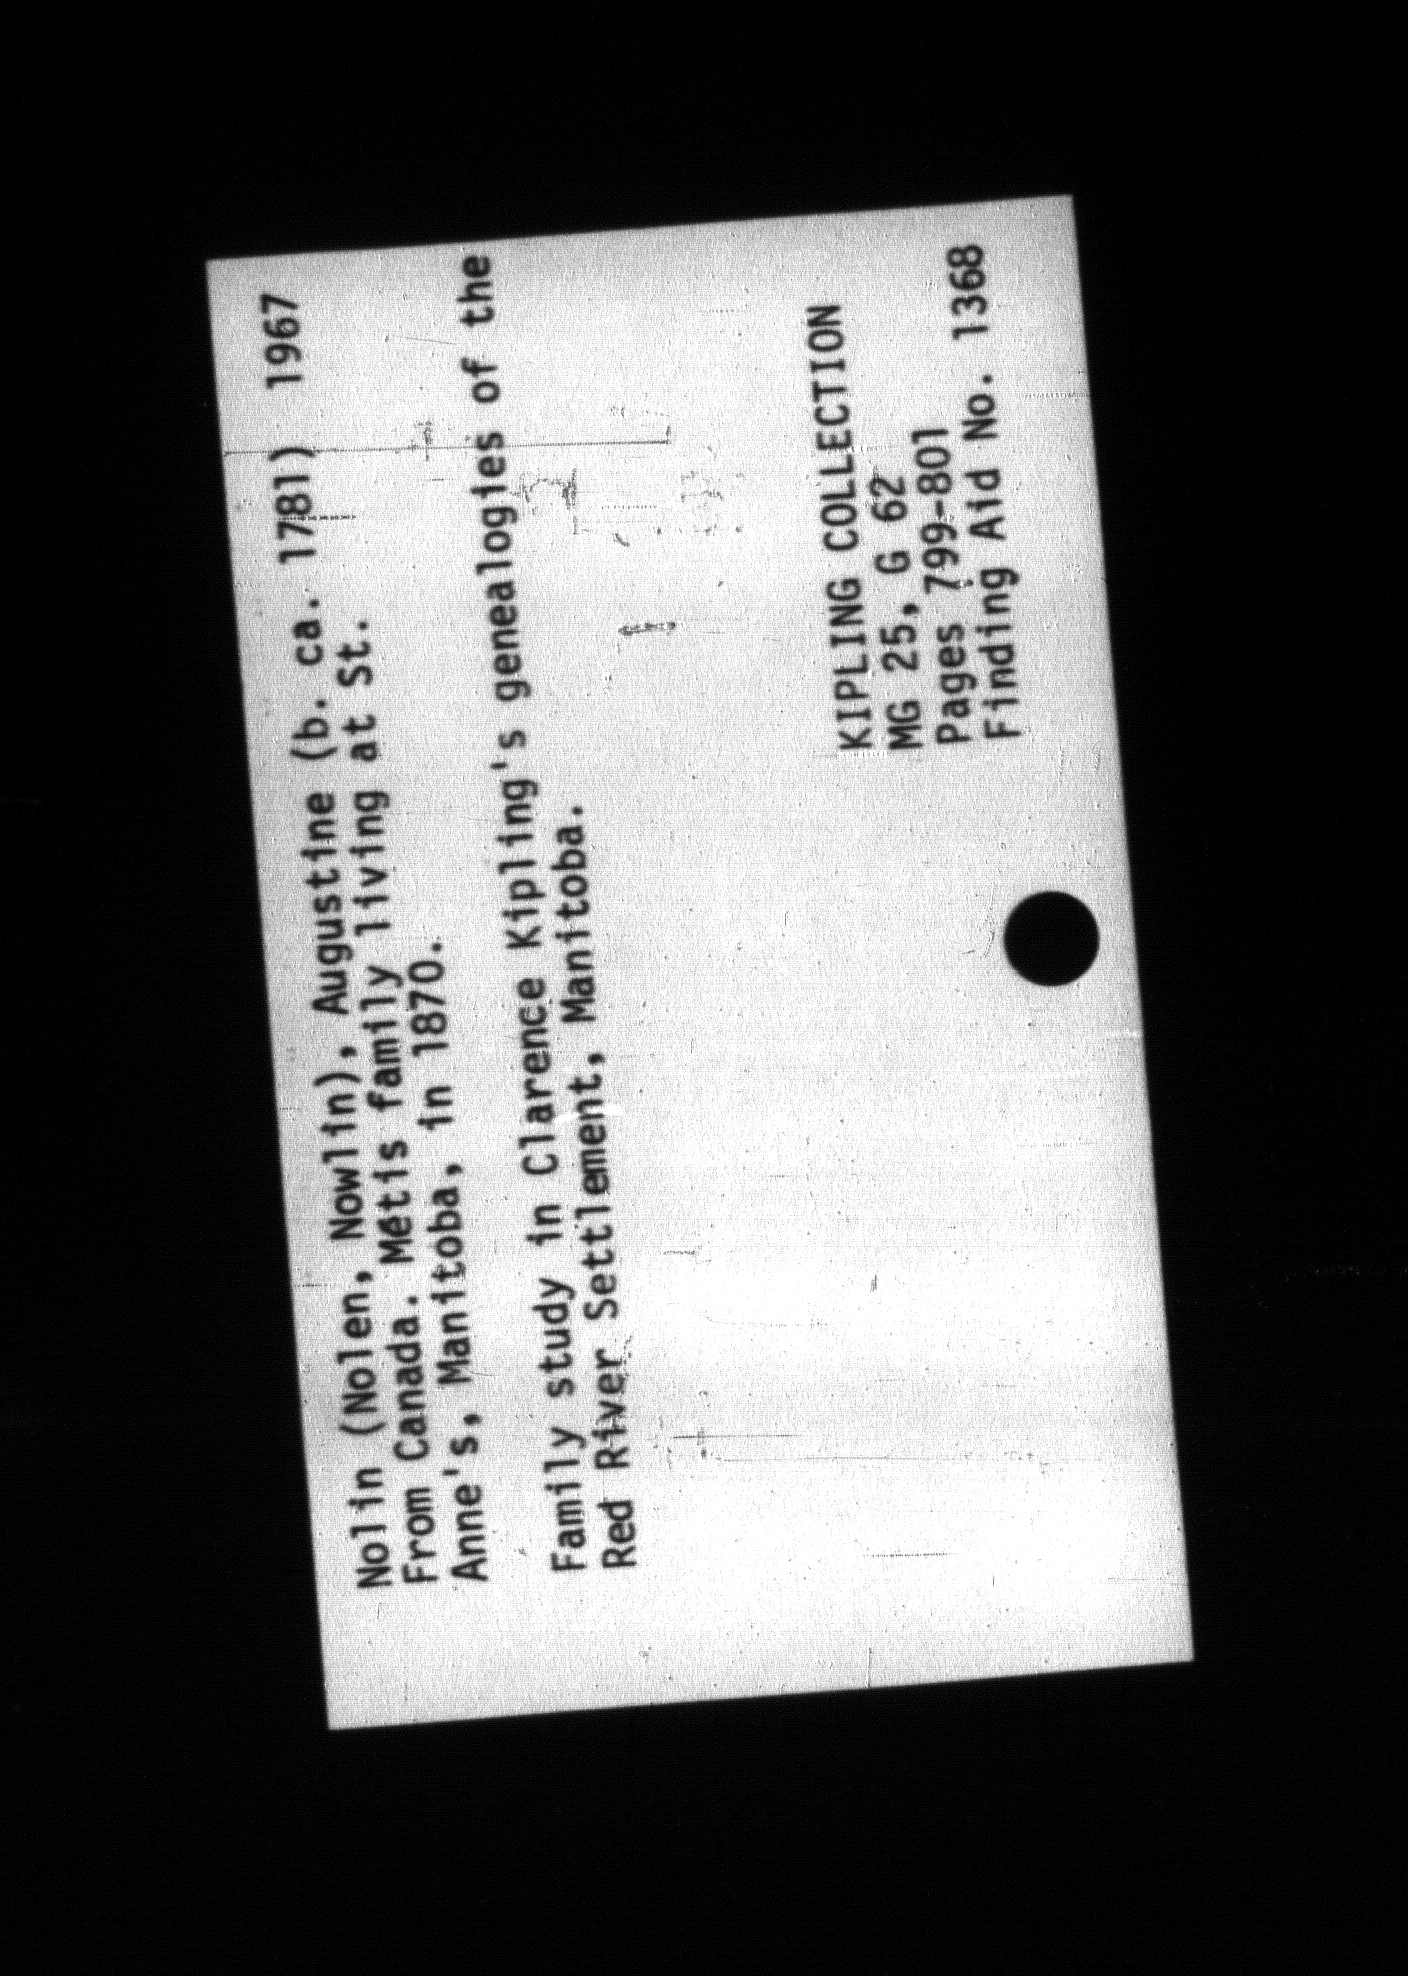 Nolin (Nolen, Nowlin), Augustine (b. ca. 1781) 1967
From Canada. Métis family living at St.
Anne's, Manitoba, in 1870.
Family study in Clarence Kipling's genealogies of the
Red River Settlement, Manitoba.
KIPLING COLLECTION
MG 25, G 62
Pages 799-801
Finding Aid No. 1368